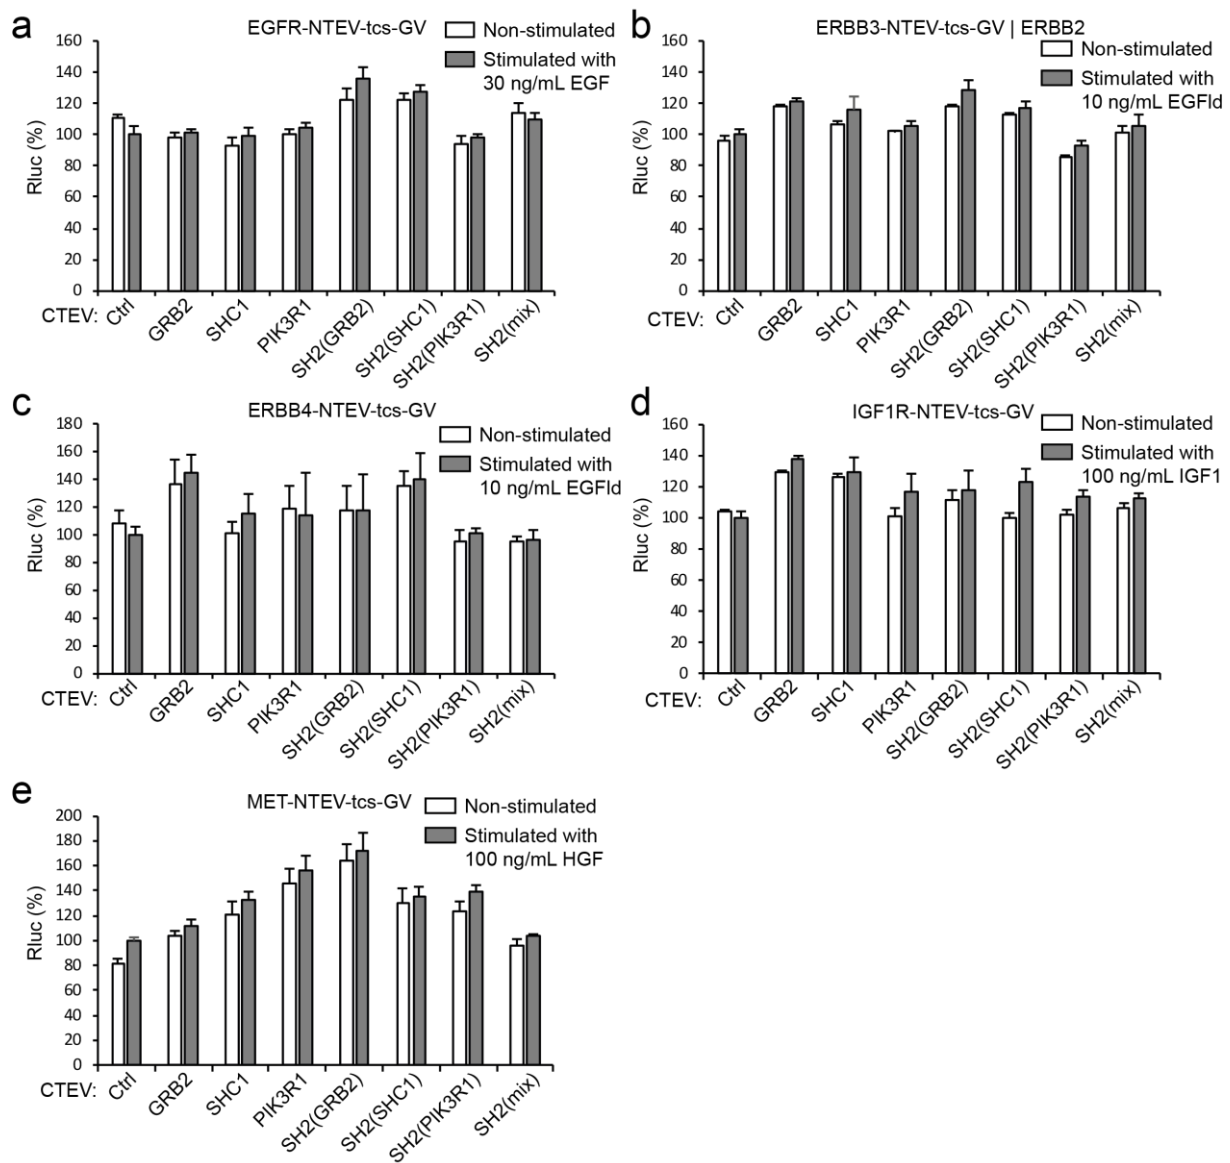 a
EGFR-NTEV-tcs-GV
Non-stimulated
Stimulated with
30 ng/mL EGF
Rluc (%)
160
140
120
100
80
60
40
20
0
CTEV: Ctrl GRB2 SHC1 PIK3R1 SH2(GRB2) SH2(SHC1) SH2(PIK3R1) SH2(mix)
b
ERBB3-NTEV-tcs-GV | ERBB2
Non-stimulated
Stimulated with
10 ng/mL EGFld
Rluc (%)
160
140
120
100
80
60
40
20
0
CTEV: Ctrl GRB2 SHC1 PIK3R1 SH2(GRB2) SH2(SHC1) SH2(PIK3R1) SH2(mix)
c
ERBB4-NTEV-tcs-GV
Non-stimulated
Stimulated with
10 ng/mL EGFld
Rluc (%)
180
160
140
120
100
80
60
40
20
0
CTEV: Ctrl GRB2 SHC1 PIK3R1 SH2(GRB2) SH2(SHC1) SH2(PIK3R1) SH2(mix)
d
IGF1R-NTEV-tcs-GV
Non-stimulated
Stimulated with
100 ng/mL IGF1
Rluc (%)
160
140
120
100
80
60
40
20
0
CTEV: Ctrl GRB2 SHC1 PIK3R1 SH2(GRB2) SH2(SHC1) SH2(PIK3R1) SH2(mix)
e
MET-NTEV-tcs-GV
Non-stimulated
Stimulated with
100 ng/mL HGF
Rluc (%)
200
180
160
140
120
100
80
60
40
20
0
CTEV: Ctrl GRB2 SHC1 PIK3R1 SH2(GRB2) SH2(SHC1) SH2(PIK3R1) SH2(mix)